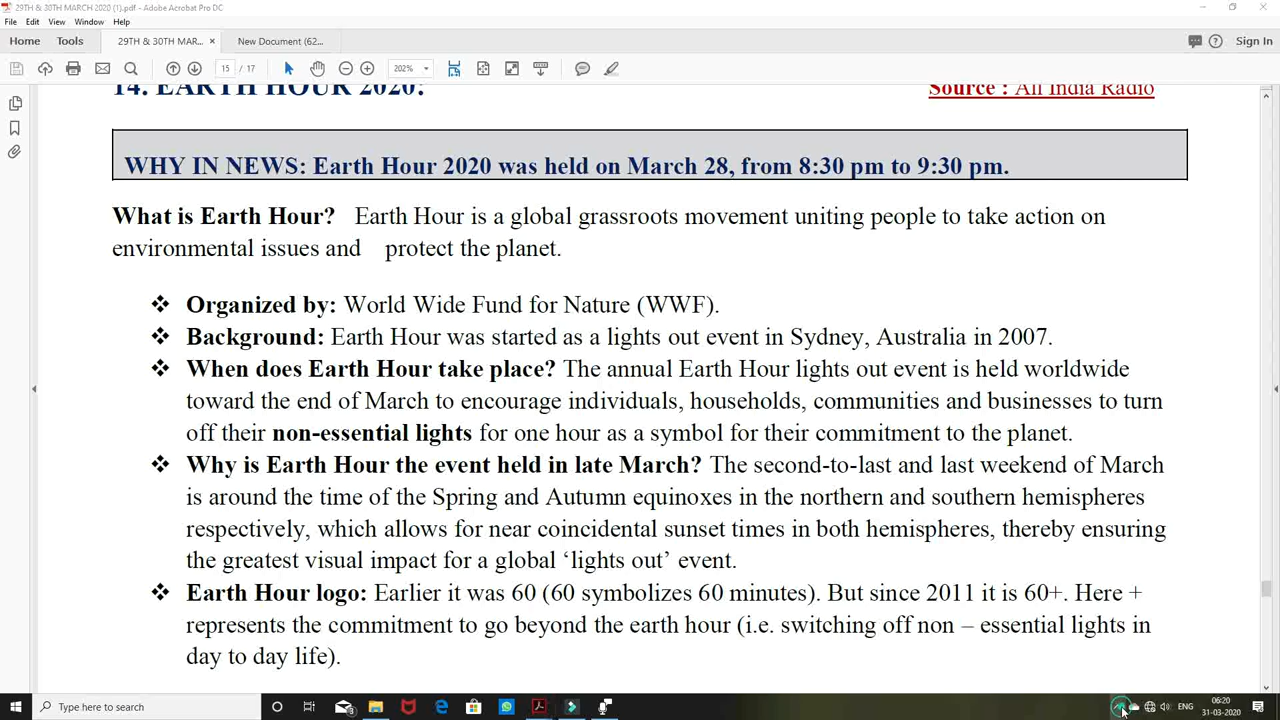 29TH & 30TH MARCH 2020 (1).pdf - Adobe Acrobat Pro DC
File Edit View Window Help
Home Tools 29TH & 30TH MAR... × New Document (62... Sign In
15 / 17 202%
14. EARTH HOUR 2020: Source : All India Radio
WHY IN NEWS: Earth Hour 2020 was held on March 28, from 8:30 pm to 9:30 pm.
What is Earth Hour? Earth Hour is a global grassroots movement uniting people to take action on
environmental issues and protect the planet.
❖ Organized by: World Wide Fund for Nature (WWF).
❖ Background: Earth Hour was started as a lights out event in Sydney, Australia in 2007.
❖ When does Earth Hour take place? The annual Earth Hour lights out event is held worldwide
toward the end of March to encourage individuals, households, communities and businesses to turn
off their non-essential lights for one hour as a symbol for their commitment to the planet.
❖ Why is Earth Hour the event held in late March? The second-to-last and last weekend of March
is around the time of the Spring and Autumn equinoxes in the northern and southern hemispheres
respectively, which allows for near coincidental sunset times in both hemispheres, thereby ensuring
the greatest visual impact for a global ‘lights out’ event.
❖ Earth Hour logo: Earlier it was 60 (60 symbolizes 60 minutes). But since 2011 it is 60+. Here +
represents the commitment to go beyond the earth hour (i.e. switching off non – essential lights in
day to day life).
Type here to search ENG 06:20
31-03-2020